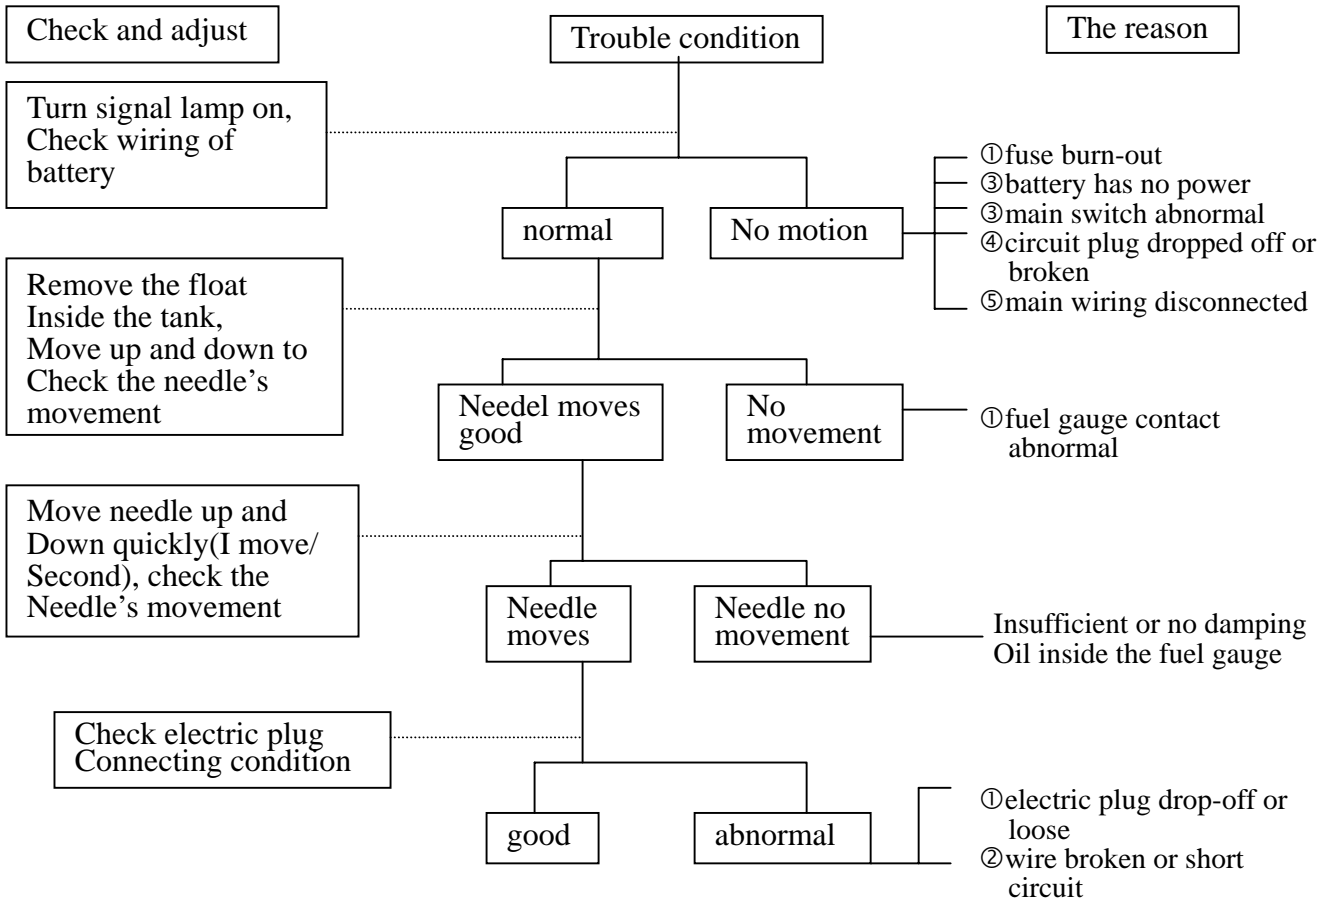 Check and adjust
Trouble condition
The reason
Turn signal lamp on,
Check wiring of
battery
normal
No motion
①fuse burn-out
③battery has no power
③main switch abnormal
④circuit plug dropped off or
broken
⑤main wiring disconnected
Remove the float
Inside the tank,
Move up and down to
Check the needle’s
movement
Needel moves
good
No
movement
①fuel gauge contact
abnormal
Move needle up and
Down quickly(I move/
Second), check the
Needle’s movement
Needle
moves
Needle no
movement
Insufficient or no damping
Oil inside the fuel gauge
Check electric plug
Connecting condition
good
abnormal
①electric plug drop-off or
loose
②wire broken or short
circuit